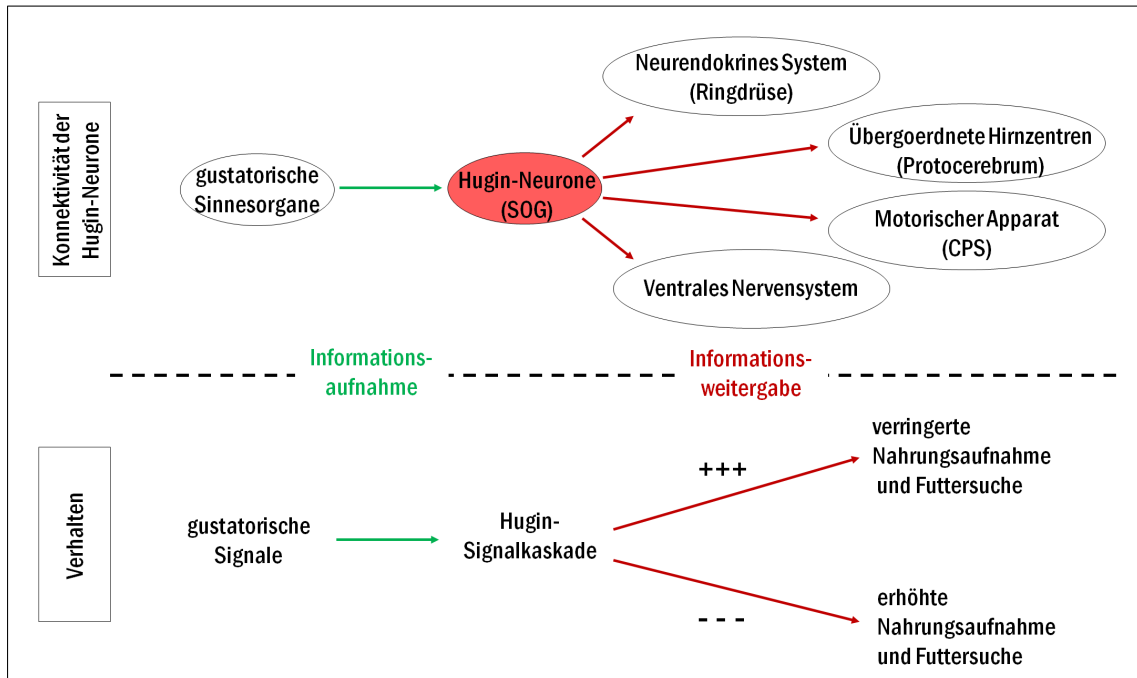 Konnektivität der
Hugin-Neurone
gustatorische
Sinnesorgane
Hugin-Neurone
(SOG)
Neurendokrines System
(Ringdrüse)
Übergoerdnete Hirnzentren
(Protocerebrum)
Motorischer Apparat
(CPS)
Ventrales Nervensystem
Informations-
aufnahme
Informations-
weitergabe
Verhalten
gustatorische
Signale
Hugin-
Signalkaskade
+++
verringerte
Nahrungsaufnahme
und Futtersuche
- - -
erhöhte
Nahrungsaufnahme
und Futtersuche